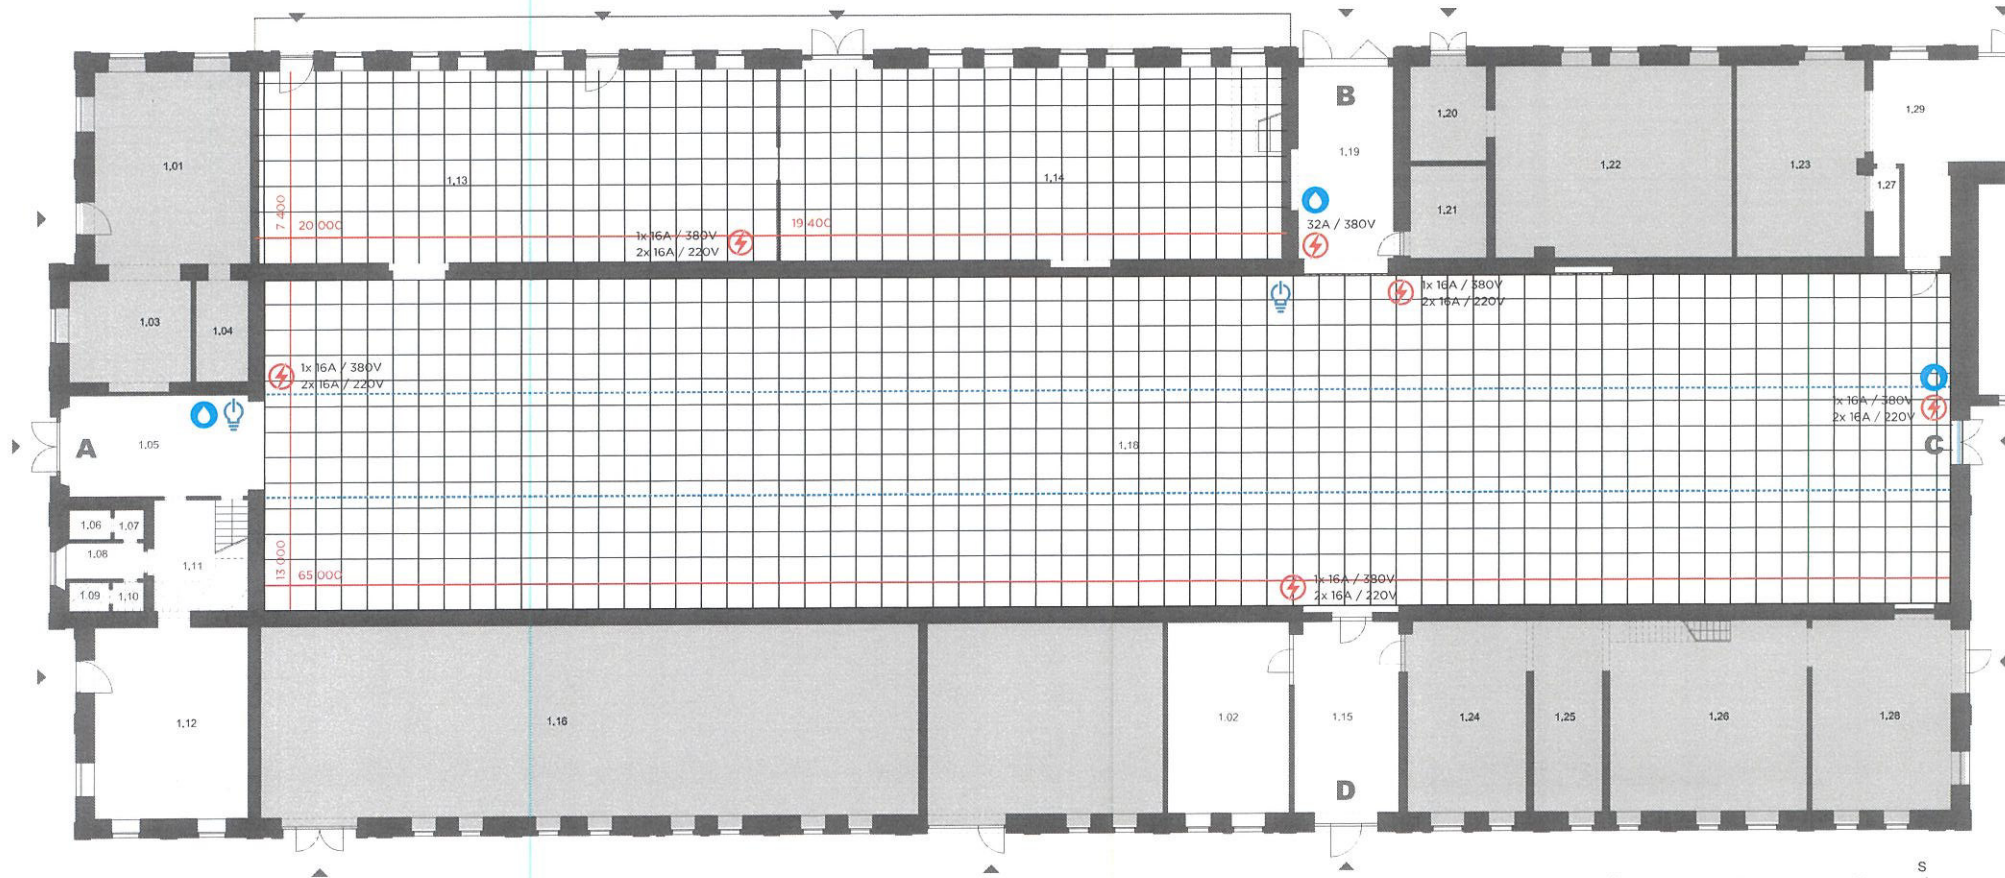 B
1.29
1.20
1.19
1.01
1.22
1.23
1.13
1.14
1.27
7 400
20 000
19 400
1.21
32A / 380V
1x 16A / 380V
2x 16A / 220V
1x 16A / 380V
2x 16A / 220V
1.03
1.04
1x 16A / 380V
2x 16A / 220V
1x 16A / 380V
2x 16A / 220V
A
1.05
1.18
C
1.06
1.07
1.08
1.11
1.09
1.10
13 000
65 000
1x 16A / 380V
2x 16A / 220V
1.12
1.16
1.02
1.15
1.24
1.25
1.26
1.28
D
S